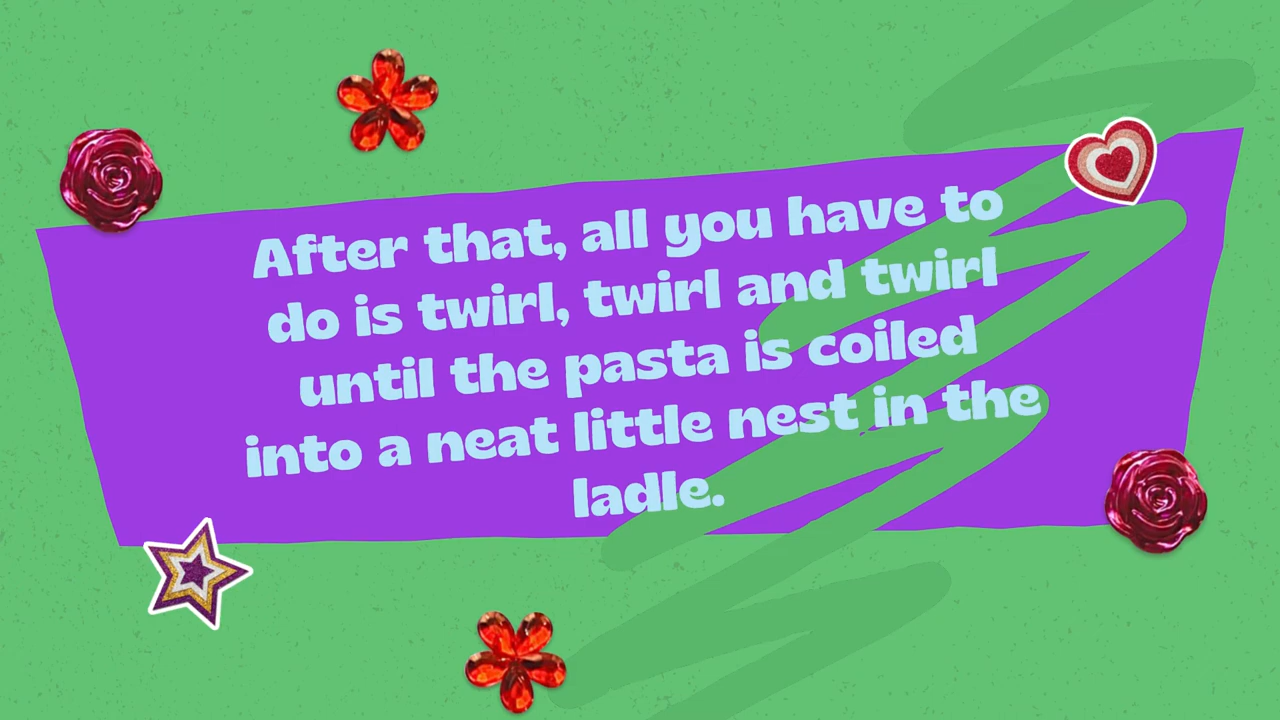 After that, all you have to
do is twirl, twirl and twirl
until the pasta is coiled
into a neat little nest in the
ladle.